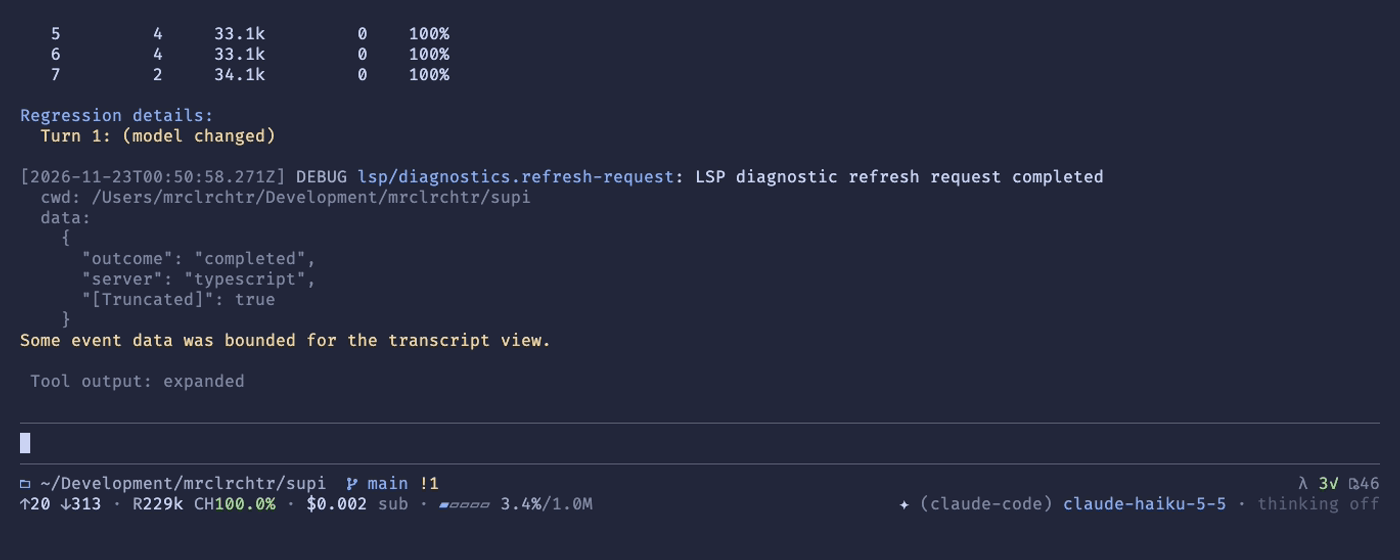 5 4 33.1k 0 100%
6 4 33.1k 0 100%
7 2 34.1k 0 100%
Regression details:
Turn 1: (model changed)
[2026-11-23T00:50:58.271Z] DEBUG lsp/diagnostics.refresh-request: LSP diagnostic refresh request completed
cwd: /Users/mrclrchtr/Development/mrclrchtr/supi
data:
{
"outcome": "completed",
"server": "typescript",
"[Truncated]": true
}
Some event data was bounded for the transcript view.
Tool output: expanded
~/Development/mrclrchtr/supi main !1 λ 3√ 46
↑20 ↓313 · R229k CH100.0% · $0.002 sub · ▰▱▱▱▱ 3.4%/1.0M ✦ (claude-code) claude-haiku-5-5 · thinking off